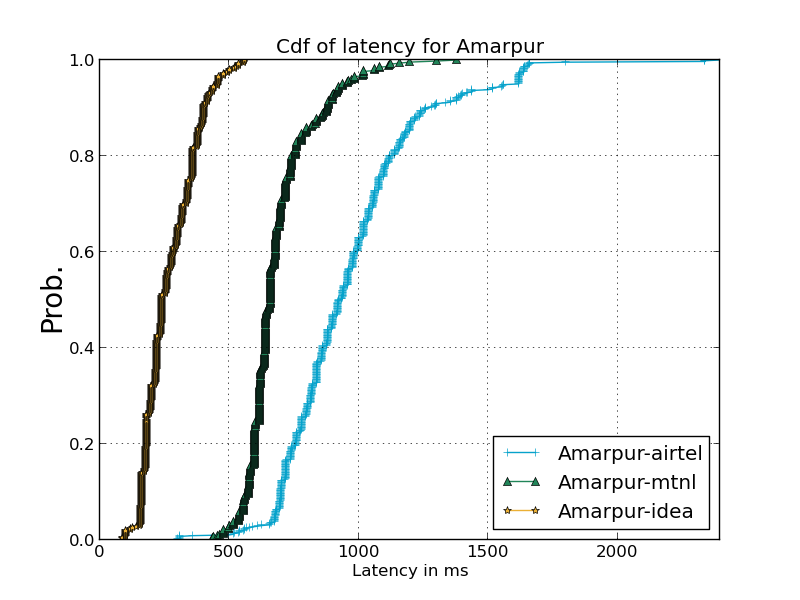 Cdf of latency for Amarpur
1.0
0.8
0.6
0.4
0.2
0.0
Prob.
0 500 1000 1500 2000
Latency in ms
Amarpur-airtel
Amarpur-mtnl
Amarpur-idea